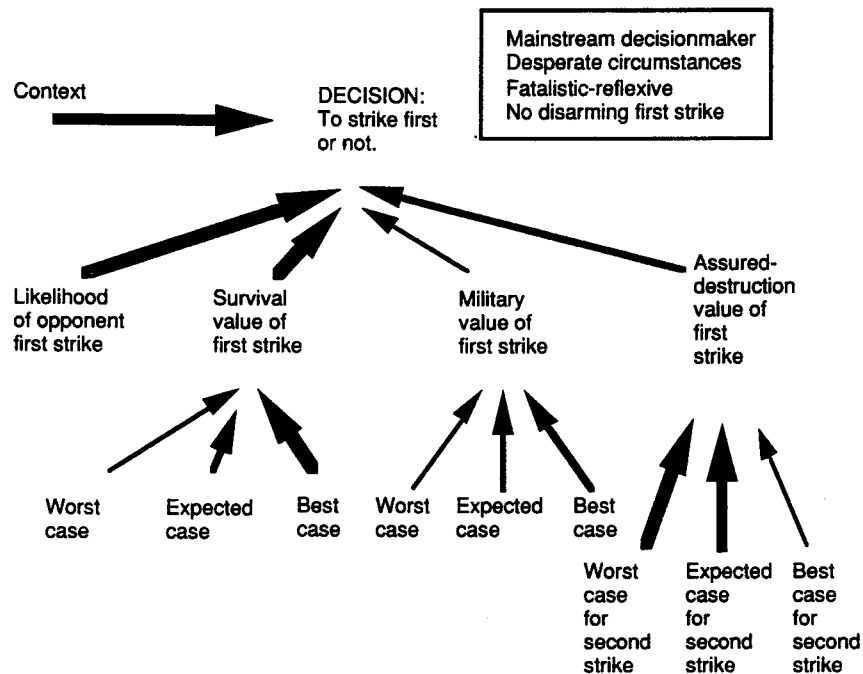 Mainstream decisionmaker
Desperate circumstances
Fatalistic-reflexive
No disarming first strike
Context
DECISION:
To strike first
or not.
Likelihood
of opponent
first strike
Survival
value of
first strike
Military
value of
first strike
Assured-
destruction
value of
first
strike
Worst
case
Expected
case
Best
case
Worst
case
Expected
case
Best
case
Worst
case
for
second
strike
Expected
case
for
second
strike
Best
case
for
second
strike